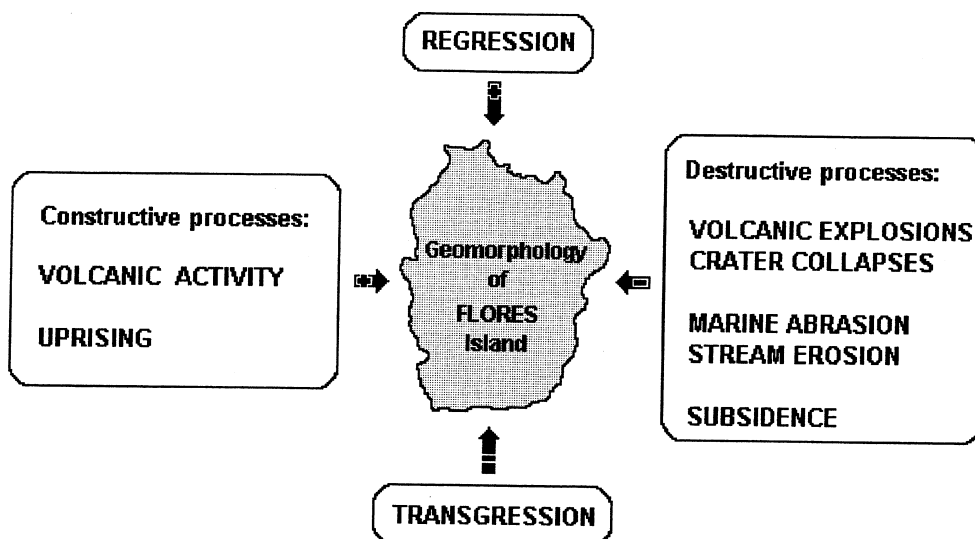 REGRESSION
Constructive processes:
VOLCANIC ACTIVITY
UPRISING
Geomorphology
of
FLORES
Island
Destructive processes:
VOLCANIC EXPLOSIONS
CRATER COLLAPSES
MARINE ABRASION
STREAM EROSION
SUBSIDENCE
TRANSGRESSION